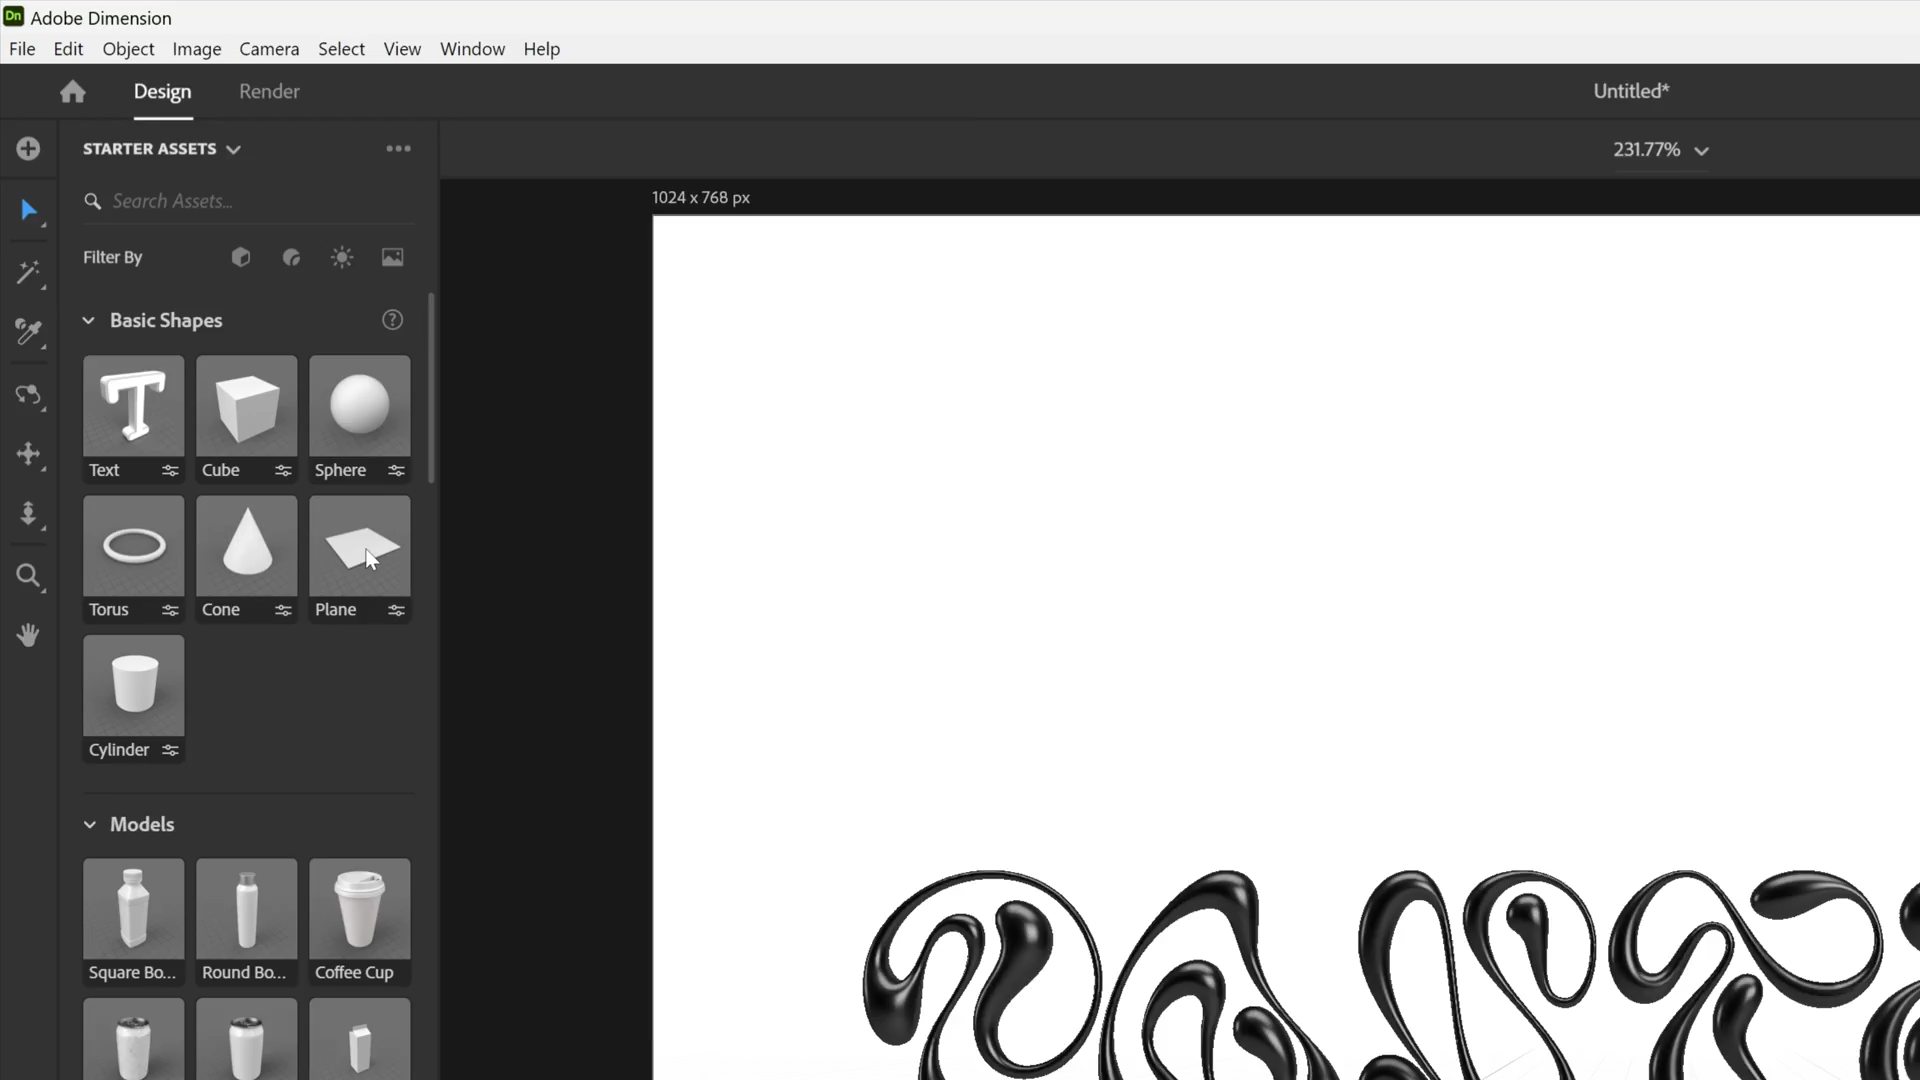 Dn Adobe Dimension
File Edit Object Image Camera Select View Window Help
Design Render Untitled*
STARTER ASSETS
231.77%
Search Assets...
1024 x 768 px
Filter By
Basic Shapes
Text Cube Sphere
Torus Cone Plane
Cylinder
Models
Square Bo... Round Bo... Coffee Cup